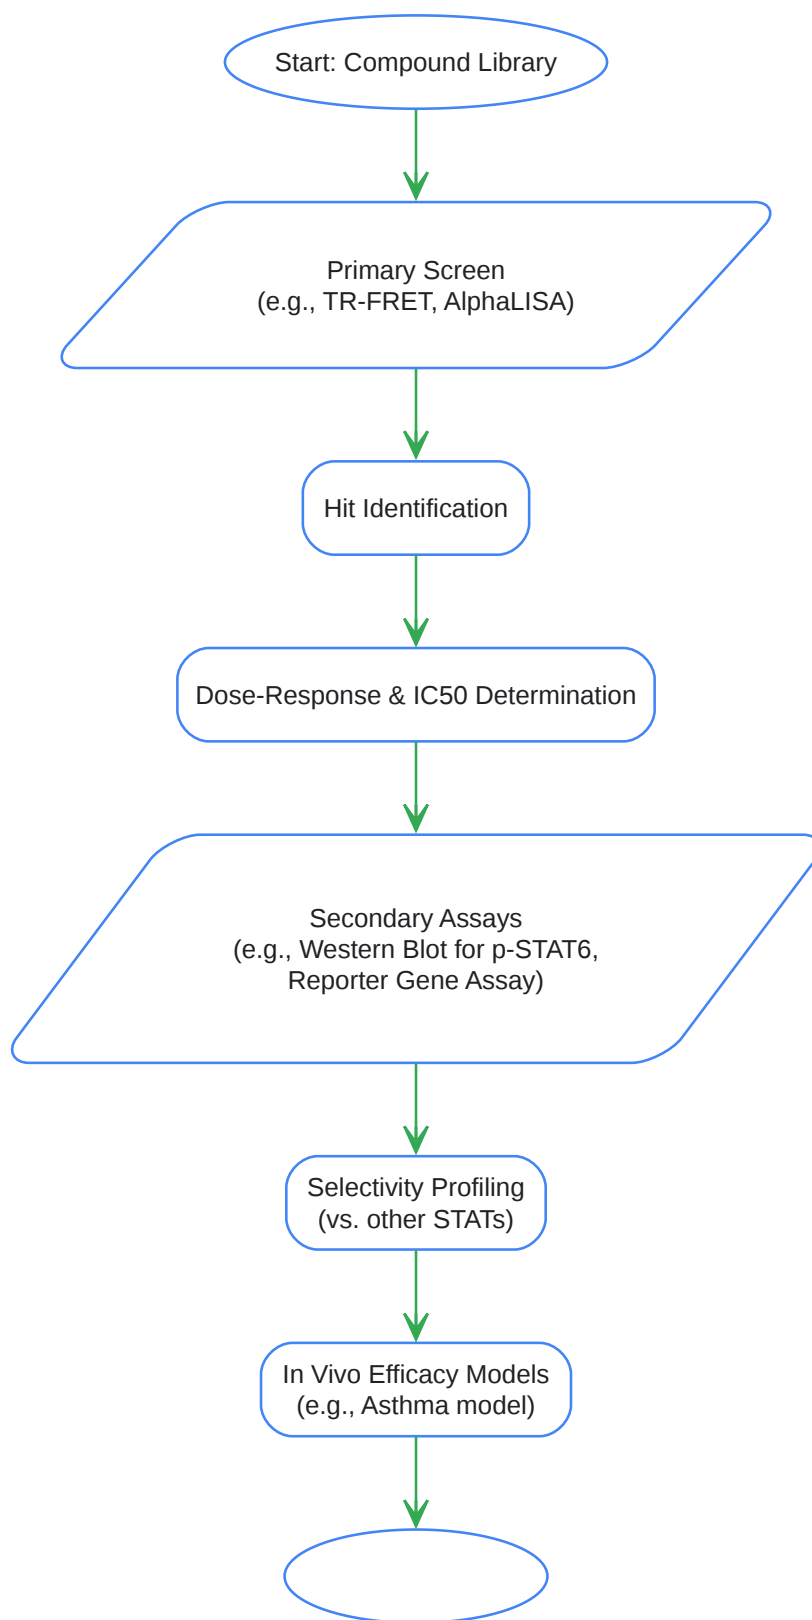 Start: Compound Library
Primary Screen
(e.g., TR-FRET, AlphaLISA)
Hit Identification
Dose-Response & IC50 Determination
Secondary Assays
(e.g., Western Blot for p-STAT6,
Reporter Gene Assay)
Selectivity Profiling
(vs. other STATs)
In Vivo Efficacy Models
(e.g., Asthma model)